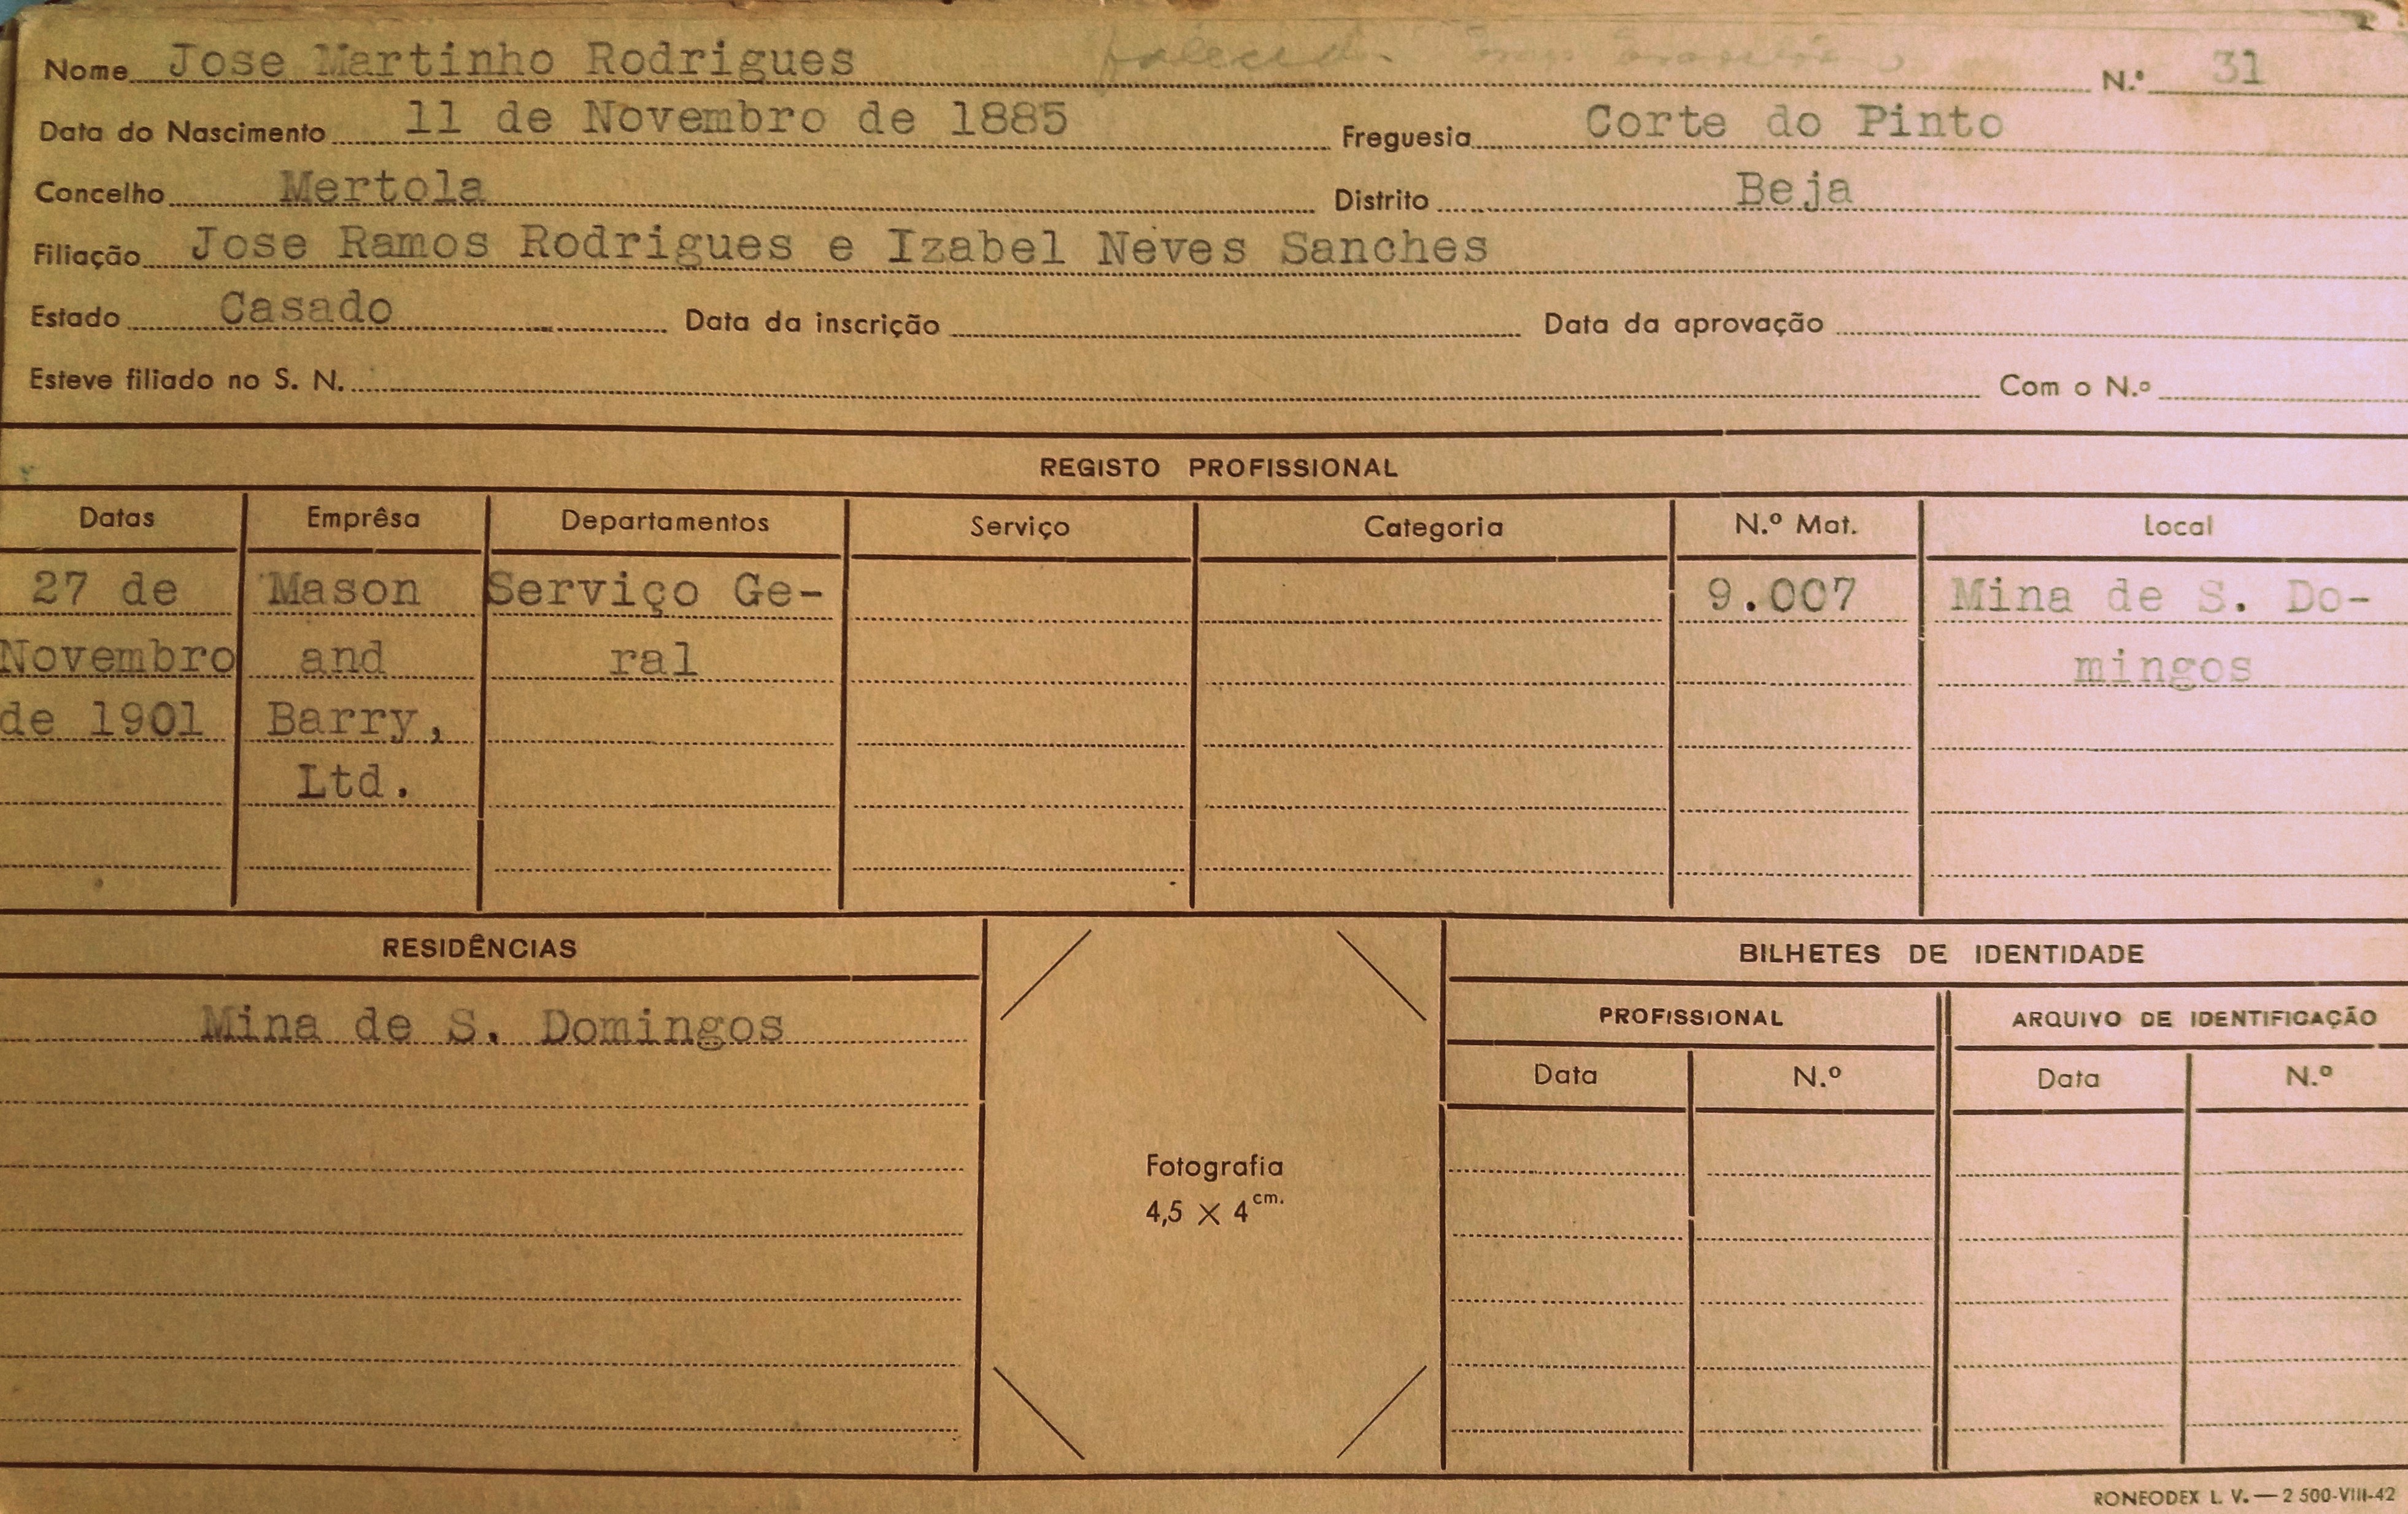 Nome Jose Martinho Rodrigues N.º 31
Data do Nascimento 11 de Novembro de 1885 Freguesia Corte do Pinto
Concelho Mertola Distrito Beja
Filiação Jose Ramos Rodrigues e Izabel Neves Sanches
Estado Casado Data da inscrição Data da aprovação
Esteve filiado no S. N. Com o N.º
REGISTO PROFISSIONAL
Datas Emprêsa Departamentos Serviço Categoria N.º Mat. Local
27 de Mason Serviço Ge- 9.007 Mina de S. Do-
Novembro and ral mingos
de 1901 Barry,
Ltd.
RESIDÊNCIAS BILHETES DE IDENTIDADE
Mina de S. Domingos PROFISSIONAL ARQUIVO DE IDENTIFICAÇÃO
Data N.º Data N.º
Fotografia
4,5 × 4 cm.
RONEODEX L. V. — 2 500-VIII-42